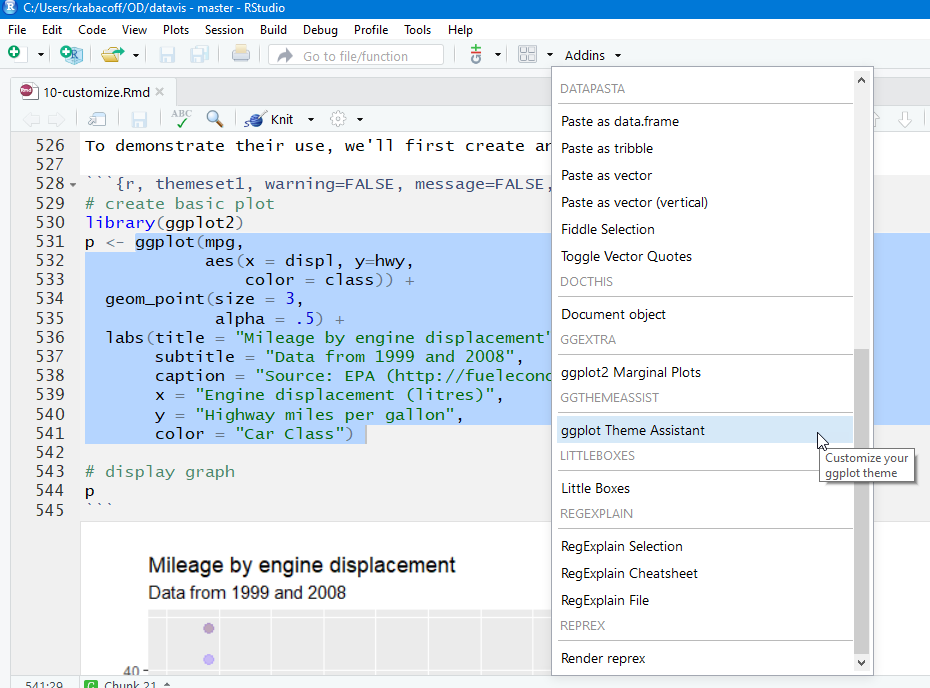 C:/Users/rkabacoff/OD/datavis - master - RStudio
File Edit Code View Plots Session Build Debug Profile Tools Help
Go to file/function Addins
10-customize.Rmd
ABC Knit
526 To demonstrate their use, we'll first create an
527
528 ```{r, themeset1, warning=FALSE, message=FALSE,
529 # create basic plot
530 library(ggplot2)
531 p <- ggplot(mpg,
532 aes(x = displ, y=hwy,
533 color = class)) +
534 geom_point(size = 3,
535 alpha = .5) +
536 labs(title = "Mileage by engine displacement"
537 subtitle = "Data from 1999 and 2008",
538 caption = "Source: EPA (http://fuelecono
539 x = "Engine displacement (litres)",
540 y = "Highway miles per gallon",
541 color = "Car Class")
542
543 # display graph
544 p
545 ```
Mileage by engine displacement
Data from 1999 and 2008
40
541:29 Chunk 21
DATAPASTA
Paste as data.frame
Paste as tribble
Paste as vector
Paste as vector (vertical)
Fiddle Selection
Toggle Vector Quotes
DOCTHIS
Document object
GGEXTRA
ggplot2 Marginal Plots
GGTHEMEASSIST
ggplot Theme Assistant
LITTLEBOXES
Little Boxes
REGEXPLAIN
RegExplain Selection
RegExplain Cheatsheet
RegExplain File
REPREX
Render reprex
Customize your
ggplot theme